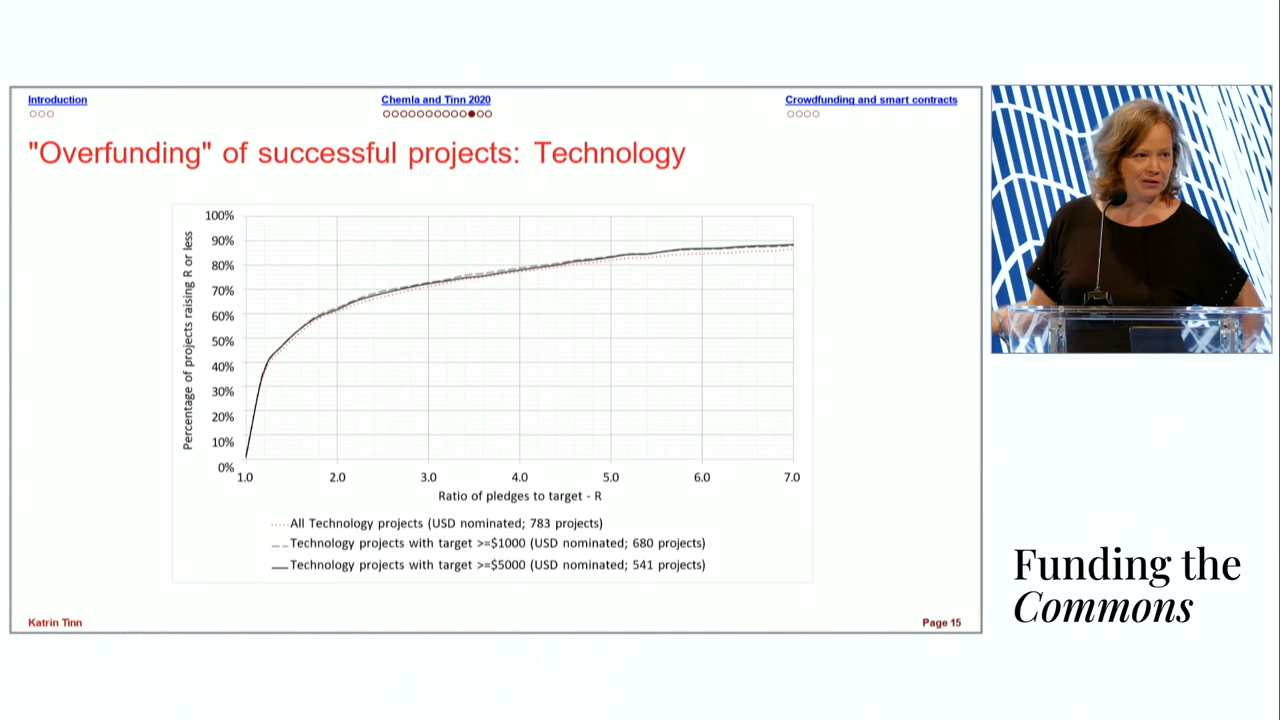 Introduction
Chemla and Tinn 2020
Crowdfunding and smart contracts
"Overfunding" of successful projects: Technology
Percentage of projects raising R or less
100%
90%
80%
70%
60%
50%
40%
30%
20%
10%
0%
1.0 2.0 3.0 4.0 5.0 6.0 7.0
Ratio of pledges to target - R
All Technology projects (USD nominated; 783 projects)
Technology projects with target >=$1000 (USD nominated; 680 projects)
Technology projects with target >=$5000 (USD nominated; 541 projects)
Katrin Tinn
Page 15
Funding the
Commons